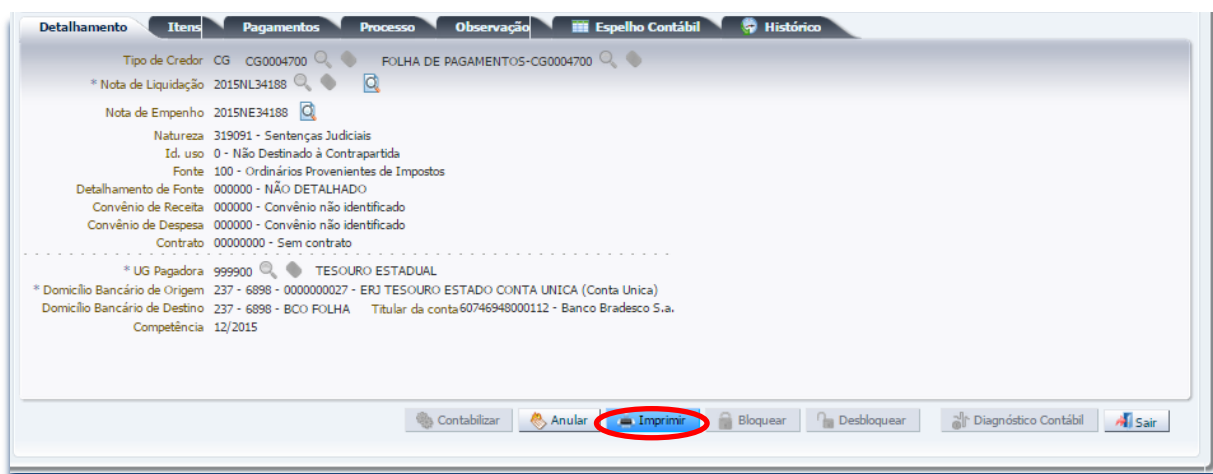 Detalhamento Itens Pagamentos Processo Observação Espelho Contábil Histórico
Tipo de Credor CG CG0004700 FOLHA DE PAGAMENTOS-CG0004700
* Nota de Liquidação 2015NL34188
Nota de Empenho 2015NE34188
Natureza 319091 - Sentenças Judiciais
Id. uso 0 - Não Destinado à Contrapartida
Fonte 100 - Ordinários Provenientes de Impostos
Detalhamento de Fonte 000000 - NÃO DETALHADO
Convênio de Receita 000000 - Convênio não identificado
Convênio de Despesa 000000 - Convênio não identificado
Contrato 00000000 - Sem contrato
* UG Pagadora 999900 TESOURO ESTADUAL
* Domicílio Bancário de Origem 237 - 6898 - 0000000027 - ERJ TESOURO ESTADO CONTA UNICA (Conta Unica)
Domicílio Bancário de Destino 237 - 6898 - BCO FOLHA Titular da conta60746948000112 - Banco Bradesco S.a.
Competência 12/2015
Contabilizar Anular Imprimir Bloquear Desbloquear Diagnóstico Contábil Sair